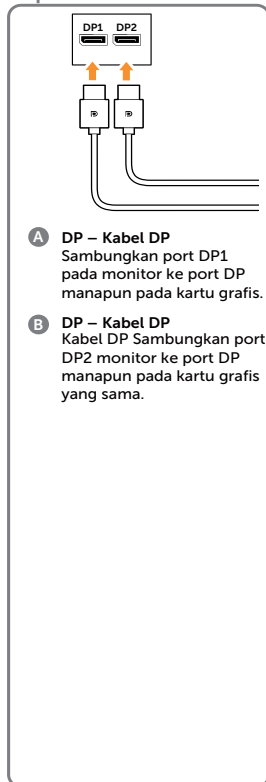 DP1 DP2
A DP – Kabel DP
Sambungkan port DP1
pada monitor ke port DP
manapun pada kartu grafis.
B DP – Kabel DP
Kabel DP Sambungkan port
DP2 monitor ke port DP
manapun pada kartu grafis
yang sama.